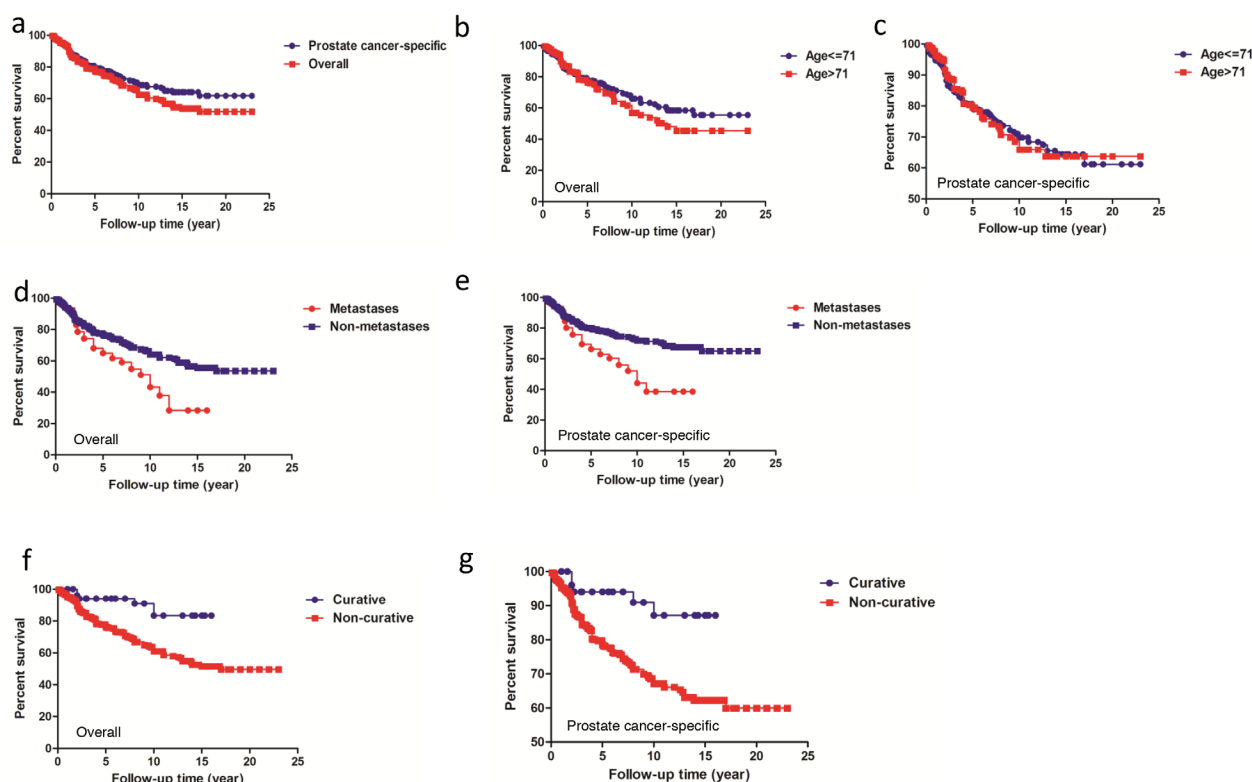 a
Percent survival
100
80
60
40
20
0
0 5 10 15 20 25
Follow-up time (year)
Prostate cancer-specific
Overall
b
Percent survival
100
80
60
40
20
0
0 5 10 15 20 25
Follow-up time (year)
Overall
Age<=71
Age>71
c
Percent survival
100
90
80
70
60
50
0 5 10 15 20 25
Follow-up time (year)
Prostate cancer-specific
Age<=71
Age>71
d
Percent survival
100
80
60
40
20
0
0 5 10 15 20 25
Follow-up time (year)
Overall
Metastases
Non-metastases
e
Percent survival
100
80
60
40
20
0
0 5 10 15 20 25
Follow-up time (year)
Prostate cancer-specific
Metastases
Non-metastases
f
Percent survival
100
80
60
40
20
0
0 5 10 15 20 25
Follow-up time (year)
Overall
Curative
Non-curative
g
Percent survival
100
90
80
70
60
50
0 5 10 15 20 25
Follow-up time (year)
Prostate cancer-specific
Curative
Non-curative